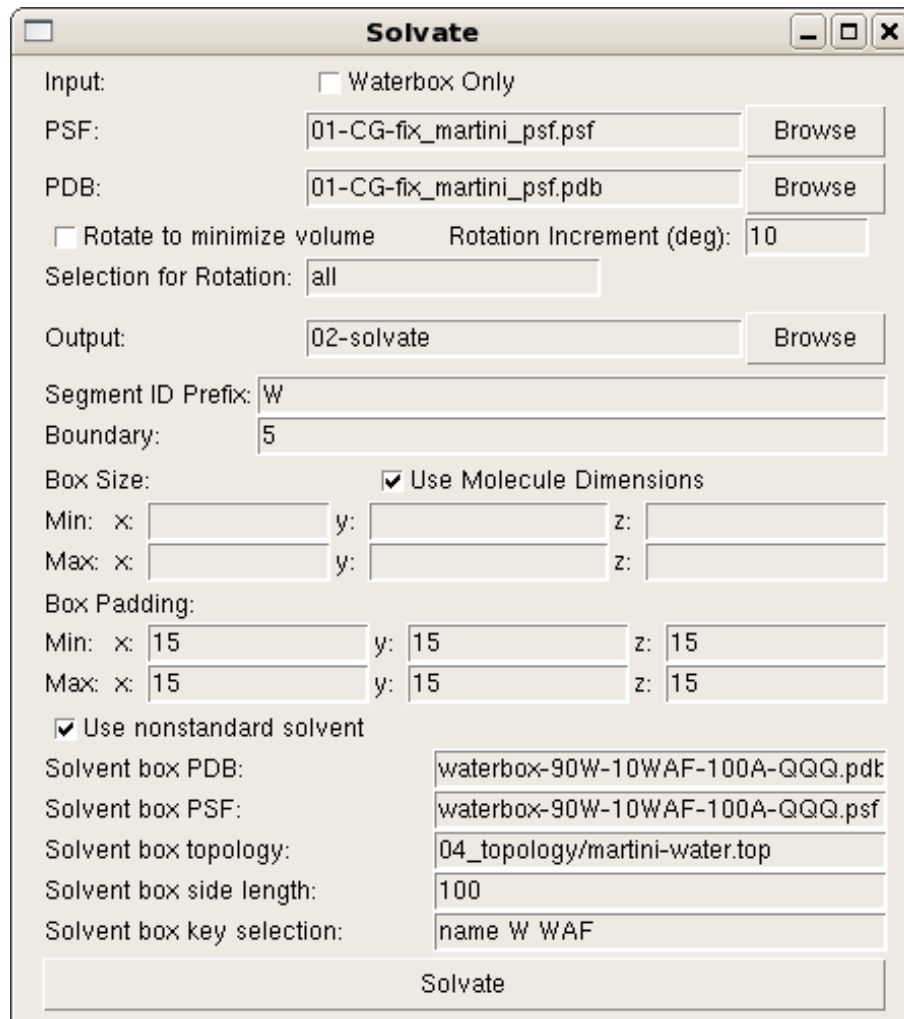 Solvate
Input: Waterbox Only
PSF: 01-CG-fix_martini_psf.psf Browse
PDB: 01-CG-fix_martini_psf.pdb Browse
Rotate to minimize volume Rotation Increment (deg): 10
Selection for Rotation: all
Output: 02-solvate Browse
Segment ID Prefix: W
Boundary: 5
Box Size: Use Molecule Dimensions
Min: x: y: z:
Max: x: y: z:
Box Padding:
Min: x: 15 y: 15 z: 15
Max: x: 15 y: 15 z: 15
Use nonstandard solvent
Solvent box PDB: waterbox-90W-10WAF-100A-QQQ.pdb
Solvent box PSF: waterbox-90W-10WAF-100A-QQQ.psf
Solvent box topology: 04_topology/martini-water.top
Solvent box side length: 100
Solvent box key selection: name W WAF
Solvate